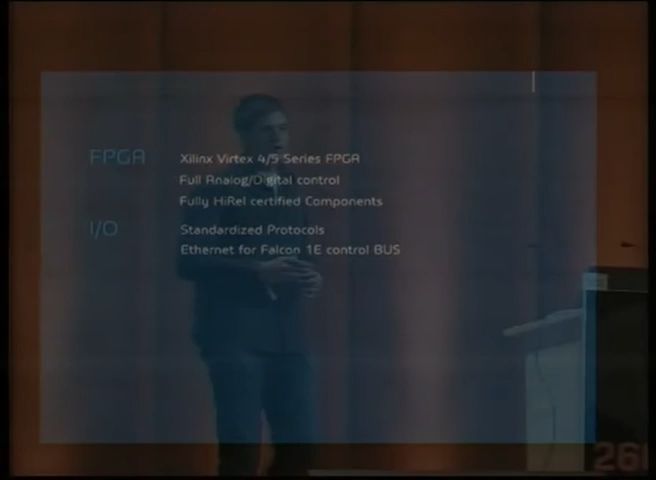 FPGA Xilinx Virtex 4/5 Series FPGA
Full Analog/Digital control
Fully HiRel certified Components
I/O Standardized Protocols
Ethernet for Falcon 1E control BUS
26